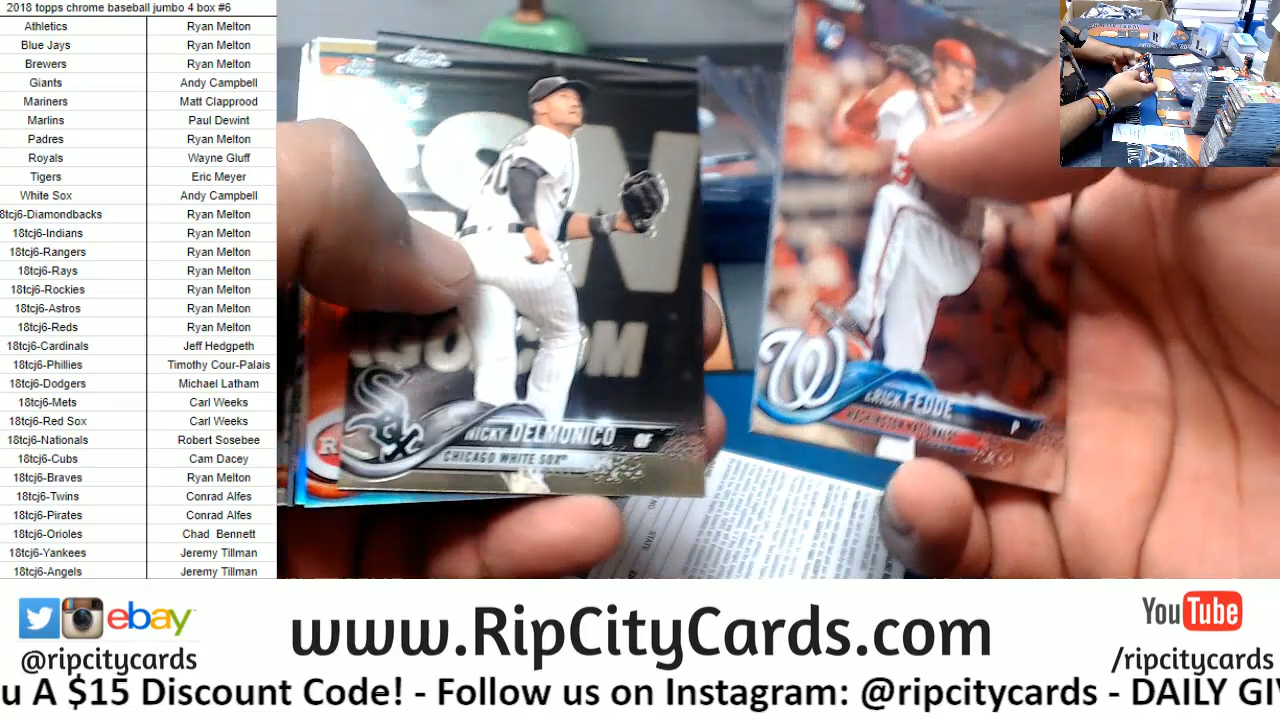 2018 topps chrome baseball jumbo 4 box #6
Athletics Ryan Melton
Blue Jays Ryan Melton
Brewers Ryan Melton
Giants Andy Campbell
Mariners Matt Clapprood
Marlins Paul Dewint
Padres Ryan Melton
Royals Wayne Gluff
Tigers Eric Meyer
White Sox Andy Campbell
8tcj6-Diamondbacks Ryan Melton
18tcj6-Indians Ryan Melton
18tcj6-Rangers Ryan Melton
18tcj6-Rays Ryan Melton
18tcj6-Rockies Ryan Melton
18tcj6-Astros Ryan Melton
18tcj6-Reds Ryan Melton
18tcj6-Cardinals Jeff Hedgpeth
18tcj6-Phillies Timothy Cour-Palais
18tcj6-Dodgers Michael Latham
18tcj6-Mets Carl Weeks
18tcj6-Red Sox Carl Weeks
18tcj6-Nationals Robert Sosebee
18tcj6-Cubs Cam Dacey
18tcj6-Braves Ryan Melton
18tcj6-Twins Conrad Alfes
18tcj6-Pirates Conrad Alfes
18tcj6-Orioles Chad Bennett
18tcj6-Yankees Jeremy Tillman
18tcj6-Angels Jeremy Tillman
NICKY DELMONICO OF
CHICAGO WHITE SOX
W
ERICK FEDDE
WASHINGTON NATIONALS P
STATE
ebay
@ripcitycards
www.RipCityCards.com
YouTube
/ripcitycards
u A $15 Discount Code! - Follow us on Instagram: @ripcitycards - DAILY GI